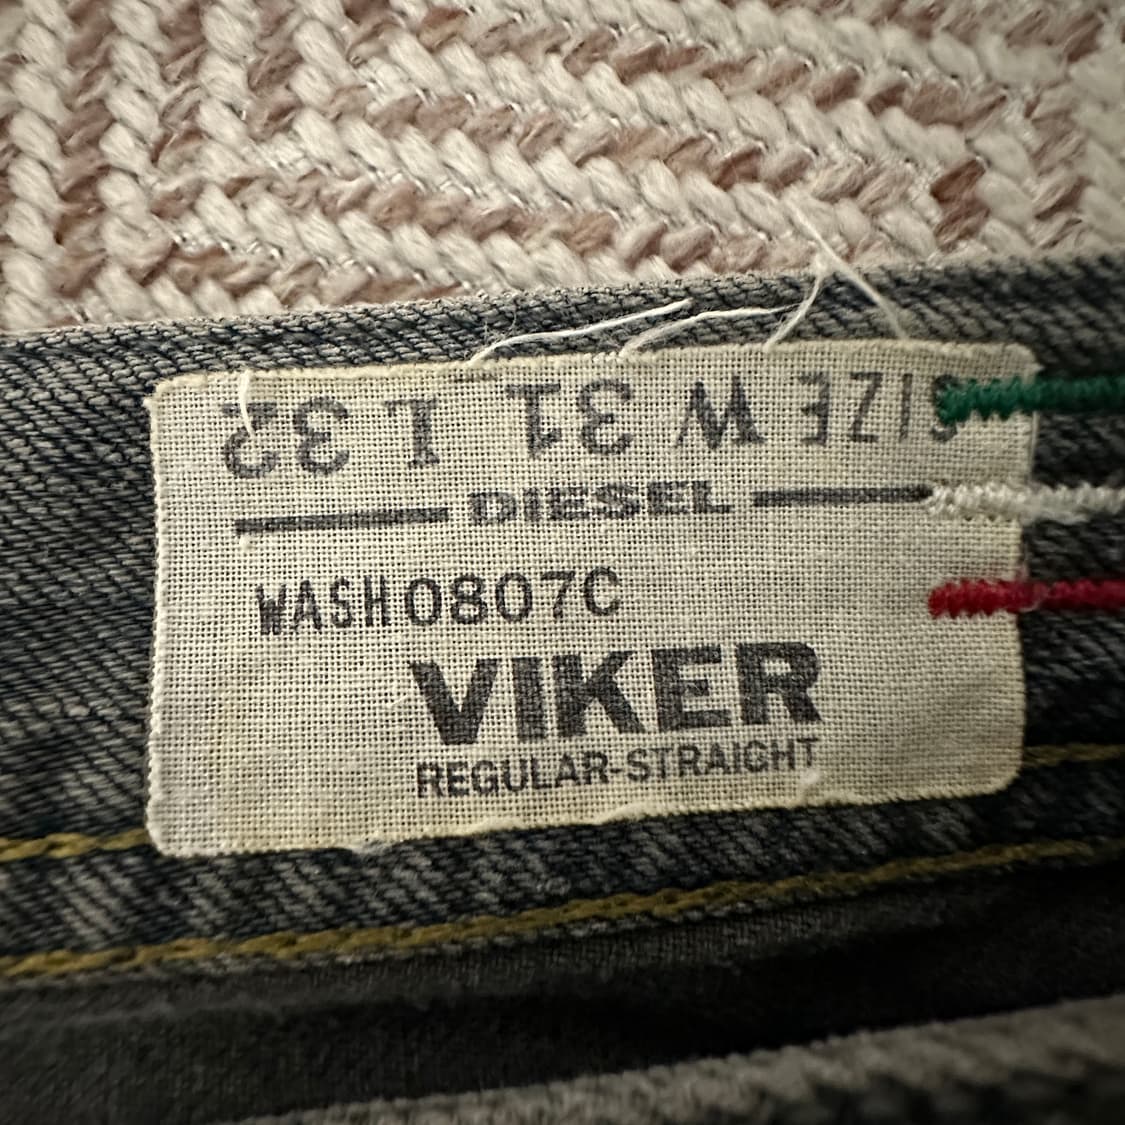 SIZE W 31 L 32
DIESEL
WASH 0807C
VIKER
REGULAR-STRAIGHT